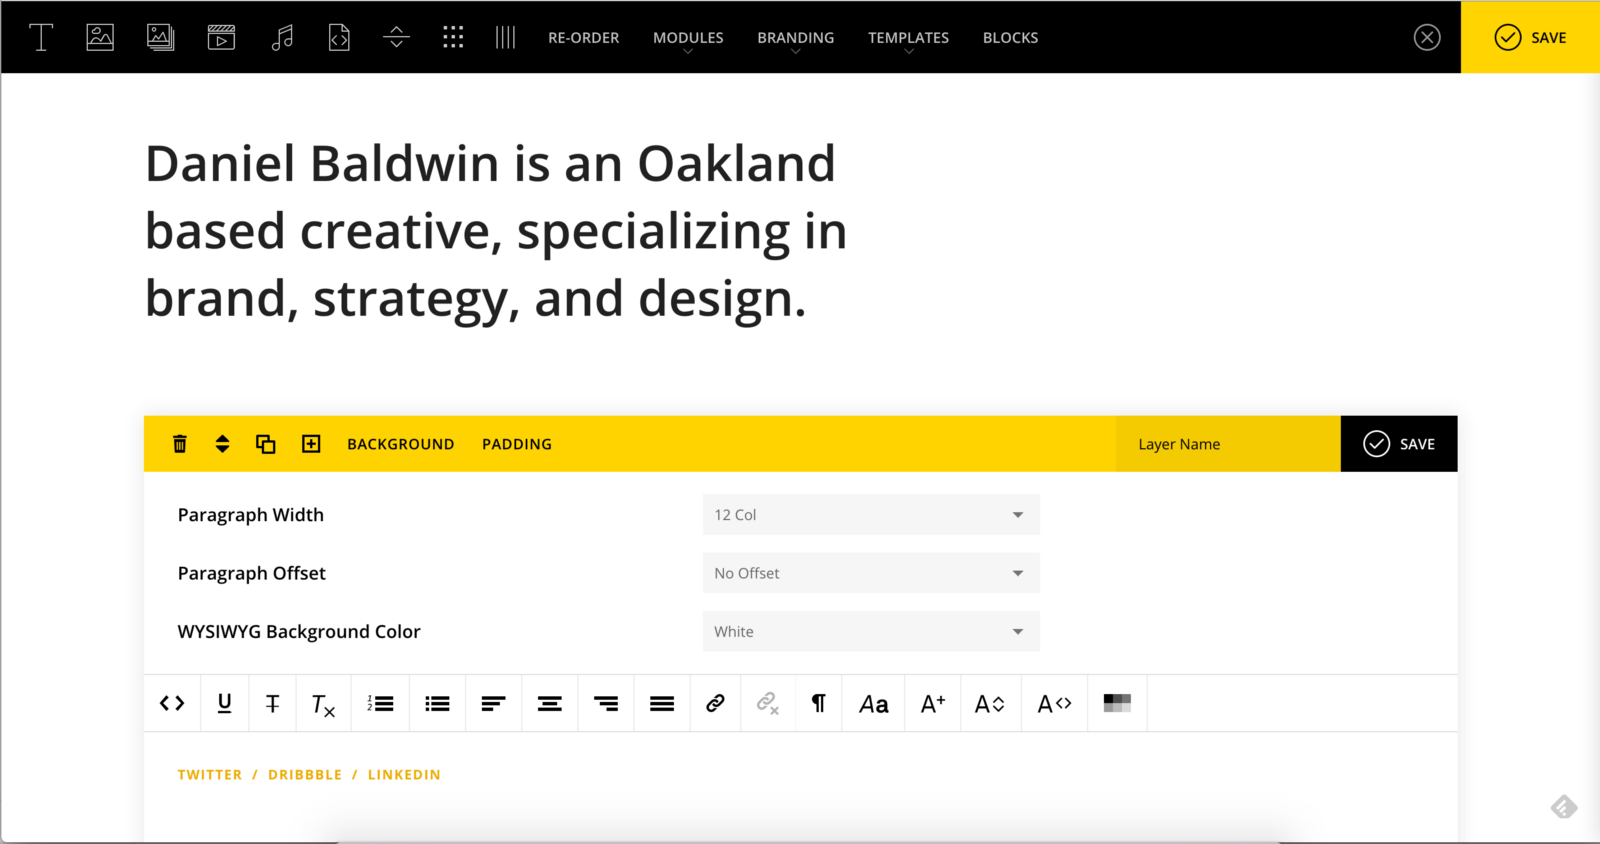 RE-ORDER MODULES BRANDING TEMPLATES BLOCKS SAVE
Daniel Baldwin is an Oakland
based creative, specializing in
brand, strategy, and design.
BACKGROUND PADDING Layer Name SAVE
Paragraph Width 12 Col
Paragraph Offset No Offset
WYSIWYG Background Color White
TWITTER / DRIBBBLE / LINKEDIN